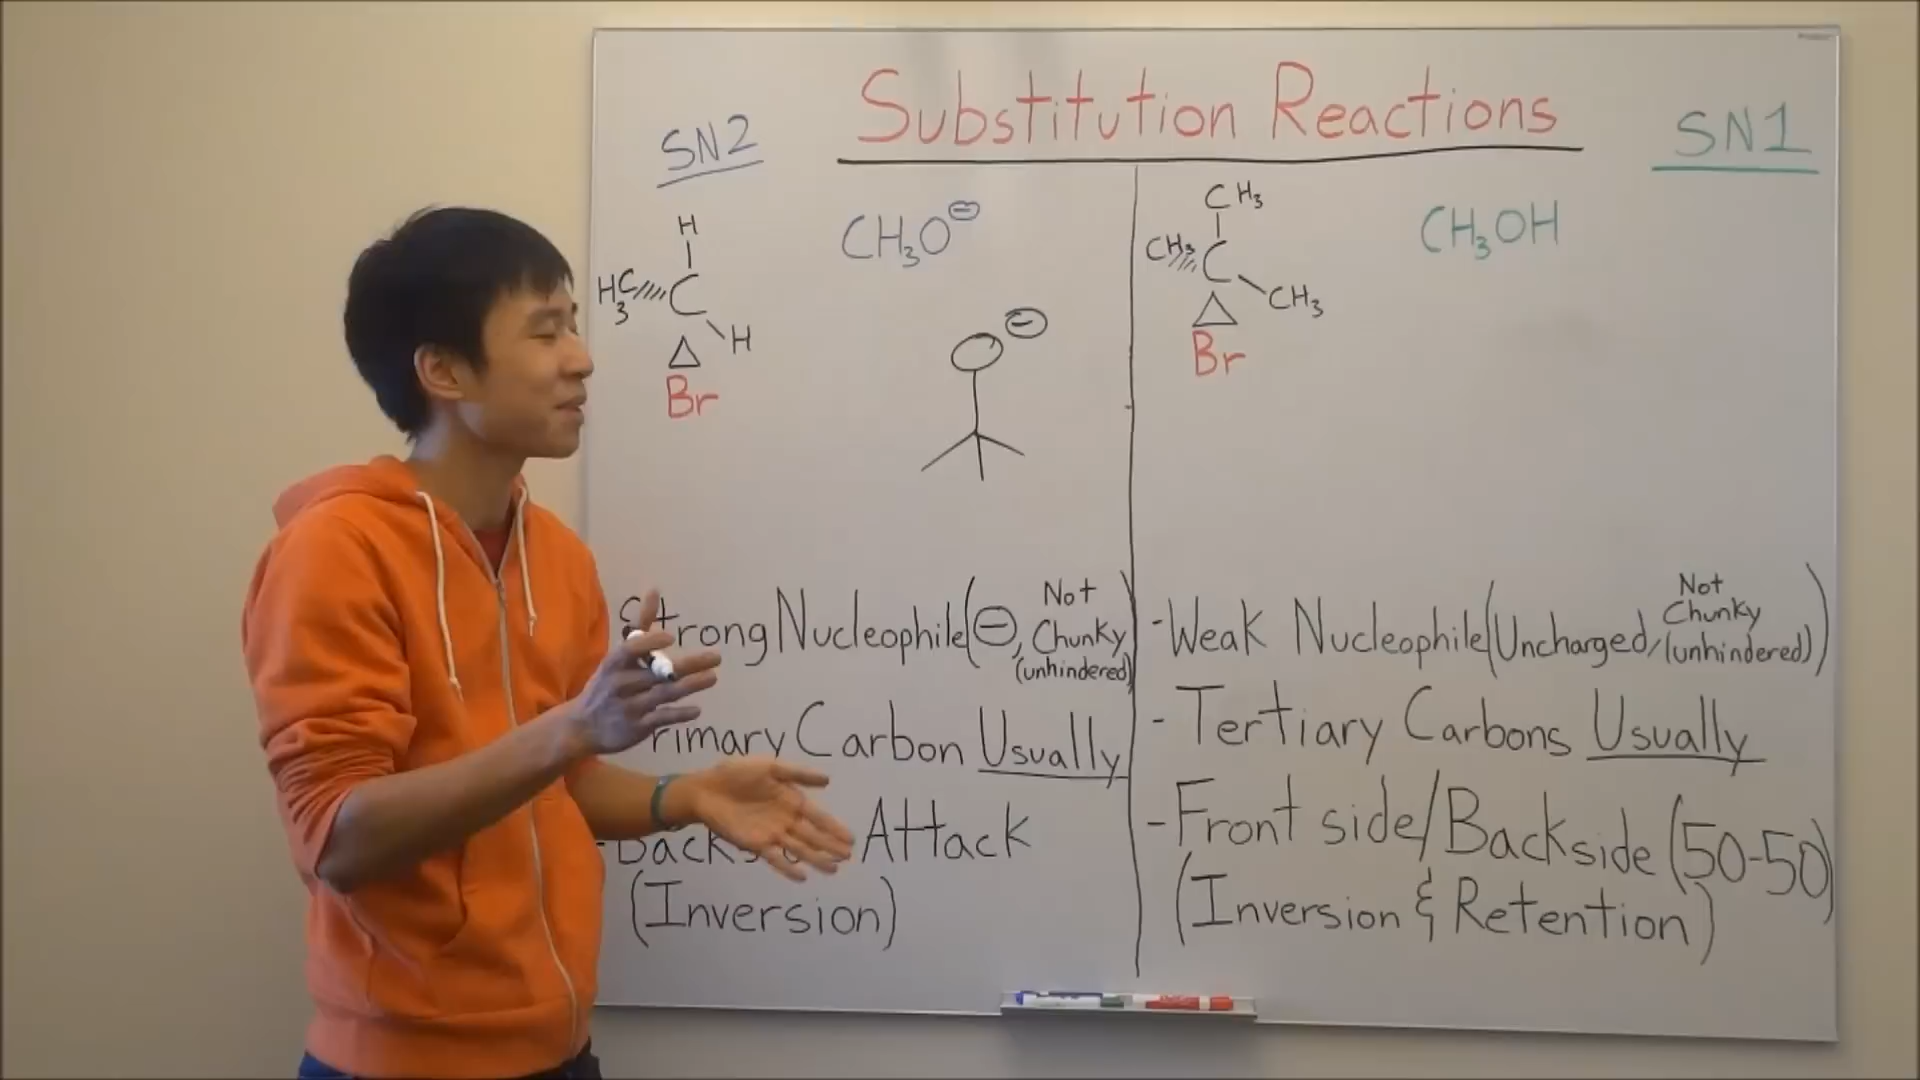 Substitution Reactions
SN2
SN1
H
H3C C
H
Br
CH3O⊖
O ⊖
CH3
CH3 C
CH3
Br
CH3OH
Strong Nucleophile (⊖, Not Chunky (unhindered))
Carbon Usually
Attack
(Inversion)
-Weak Nucleophile (Uncharged, Not Chunky (unhindered))
- Tertiary Carbons Usually
- Front side/Backside (50-50)
(Inversion & Retention)